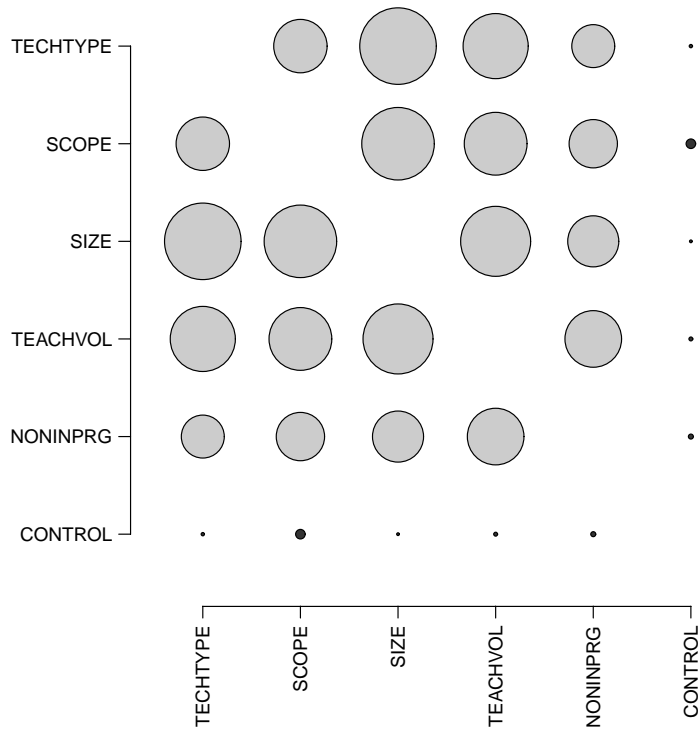 TECHTYPE
SCOPE
SIZE
TEACHVOL
NONINPRG
CONTROL
TECHTYPE
SCOPE
SIZE
TEACHVOL
NONINPRG
CONTROL